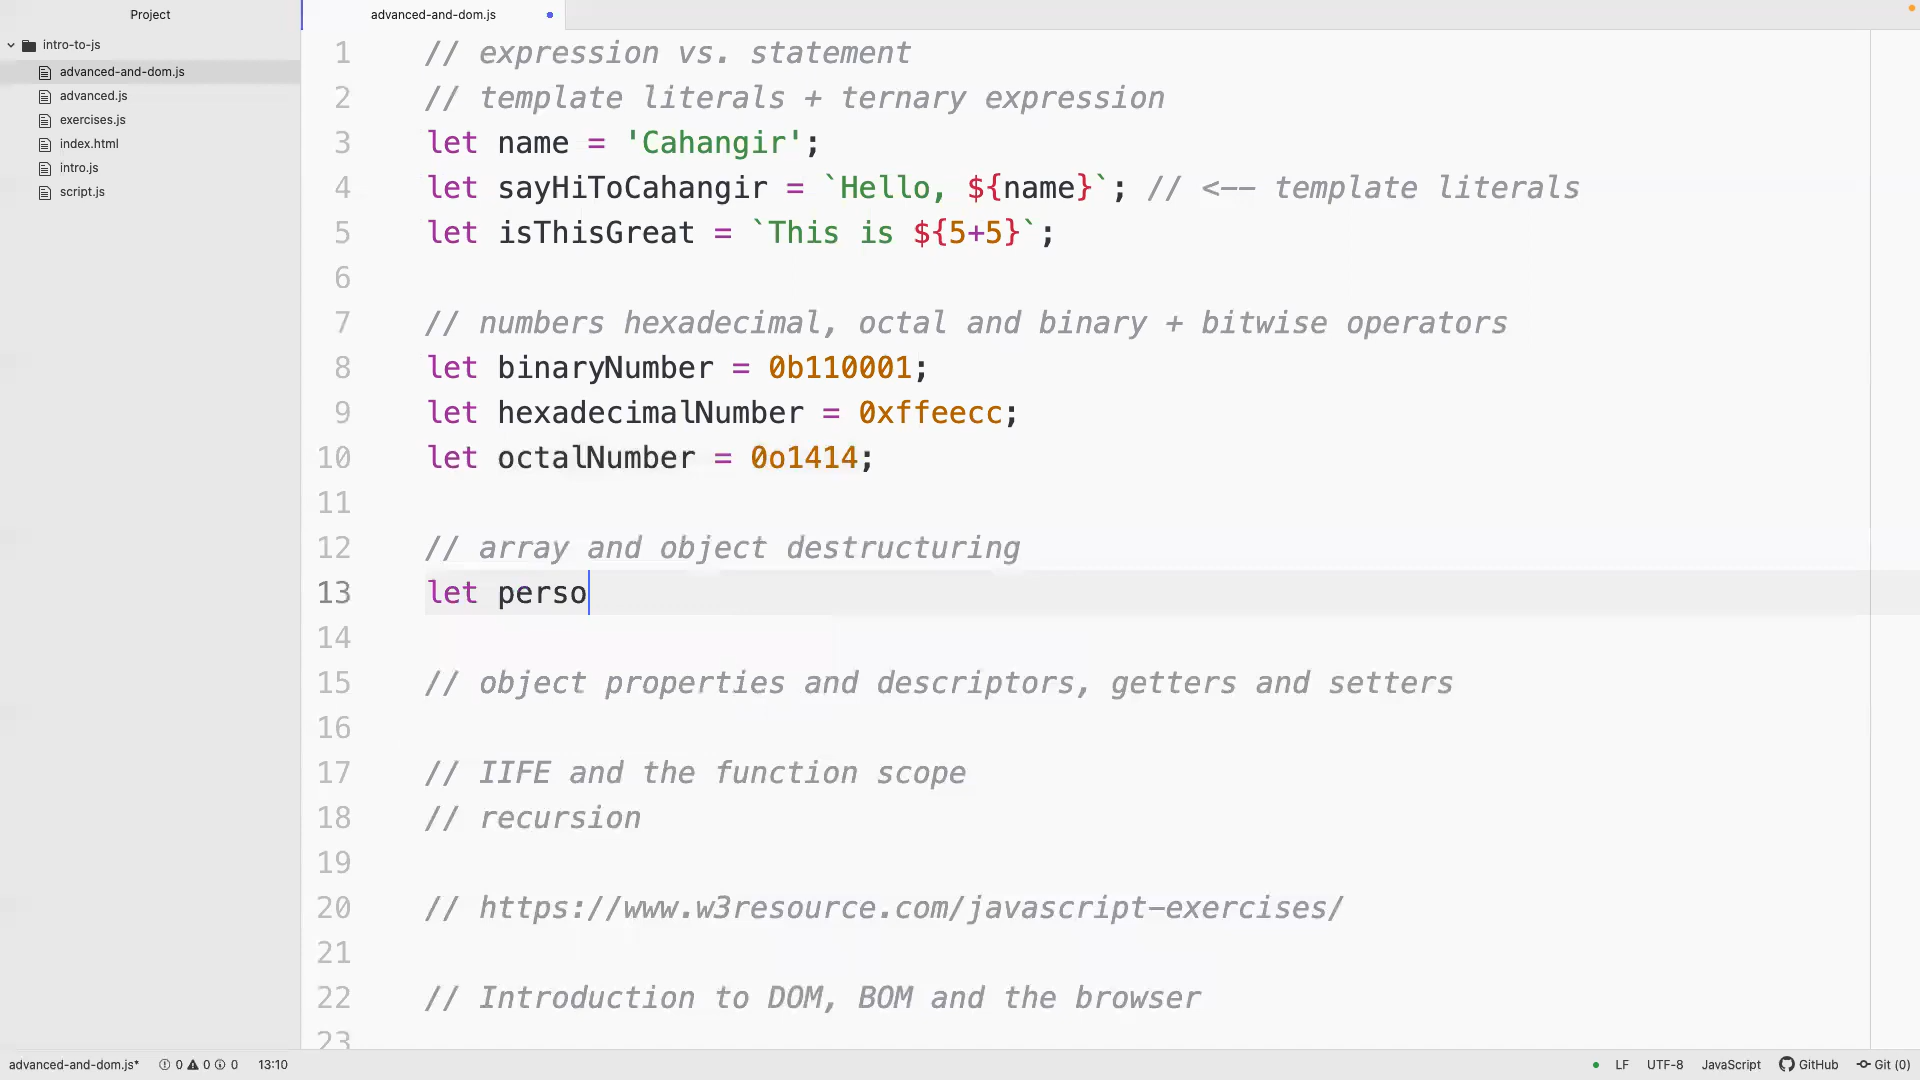 Project
advanced-and-dom.js
intro-to-js
advanced-and-dom.js
advanced.js
exercises.js
index.html
intro.js
script.js
1 // expression vs. statement
2 // template literals + ternary expression
3 let name = 'Cahangir';
4 let sayHiToCahangir = `Hello, ${name}`; // <-- template literals
5 let isThisGreat = `This is ${5+5}`;
6
7 // numbers hexadecimal, octal and binary + bitwise operators
8 let binaryNumber = 0b110001;
9 let hexadecimalNumber = 0xffeecc;
10 let octalNumber = 0o1414;
11
12 // array and object destructuring
13 let perso
14
15 // object properties and descriptors, getters and setters
16
17 // IIFE and the function scope
18 // recursion
19
20 // https://www.w3resource.com/javascript-exercises/
21
22 // Introduction to DOM, BOM and the browser
23
advanced-and-dom.js* 0 0 0 13:10 LF UTF-8 JavaScript GitHub Git (0)